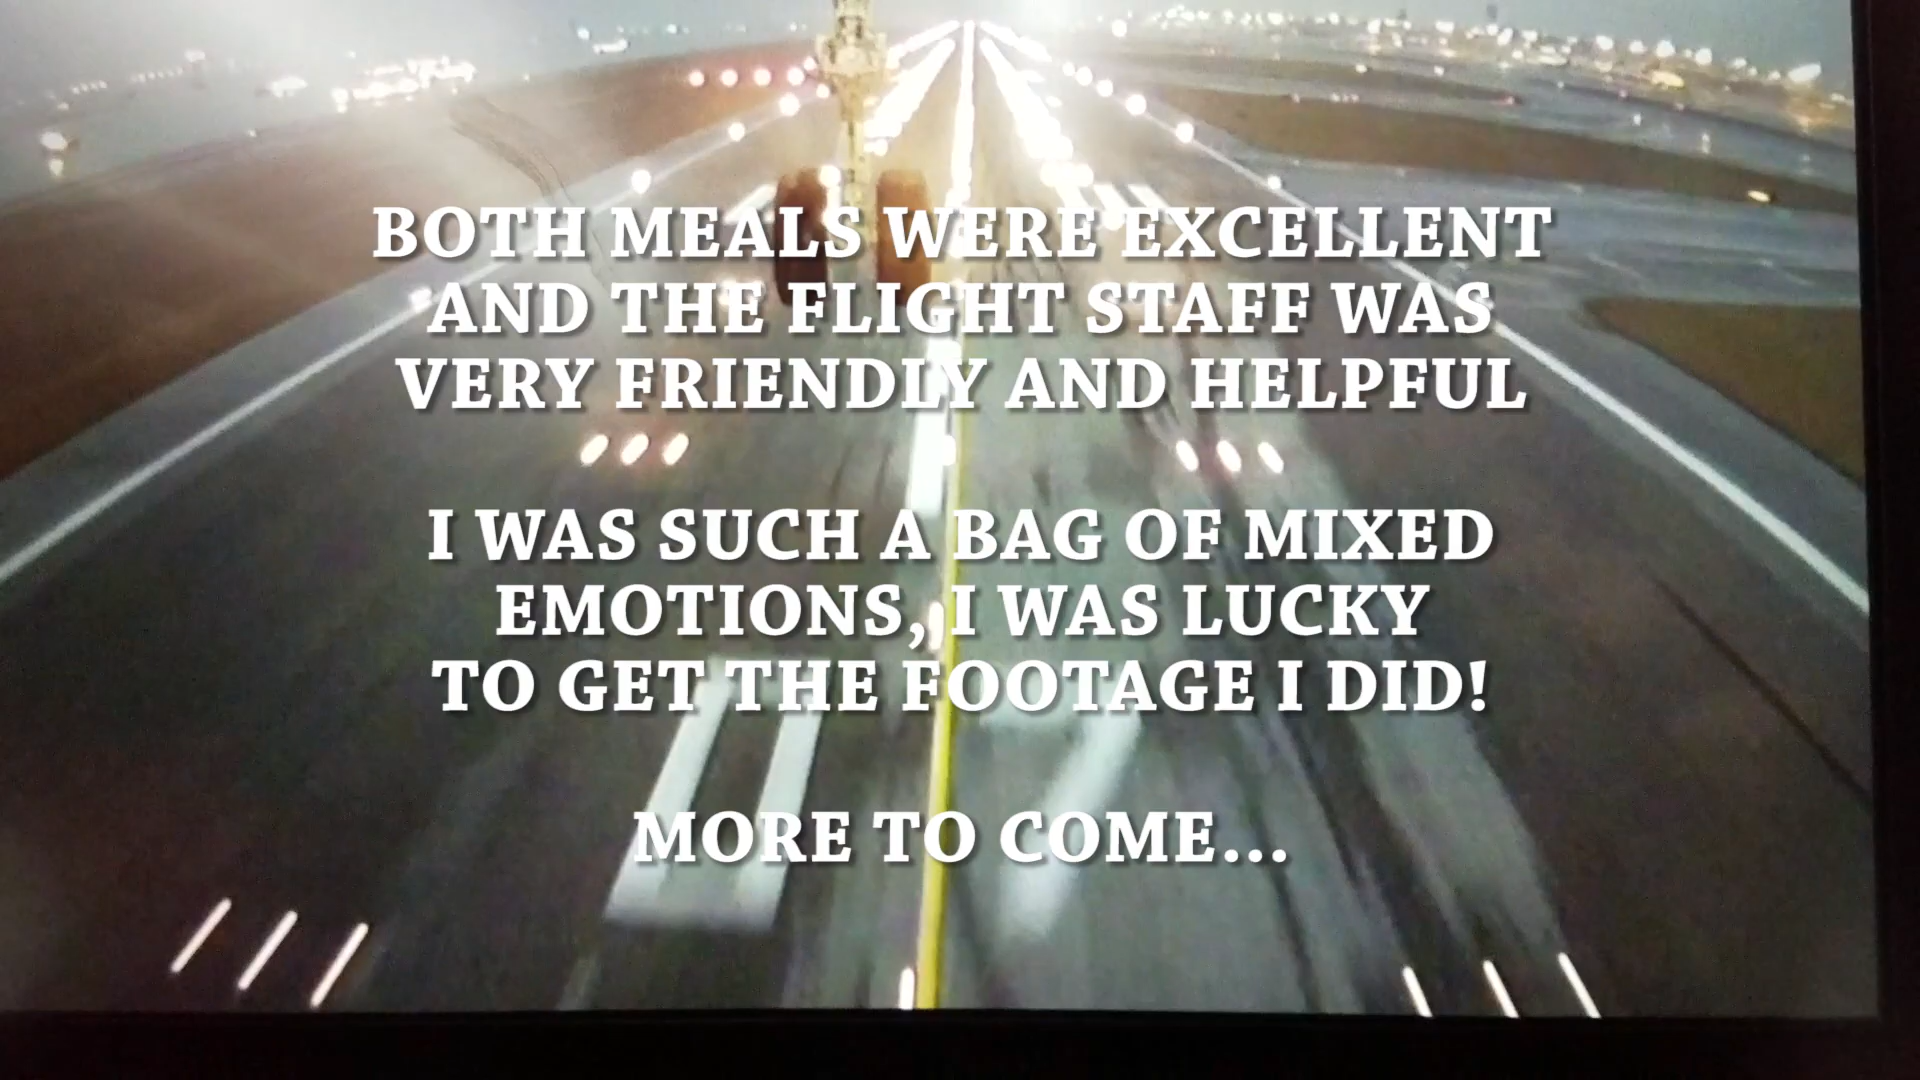 BOTH MEALS WERE EXCELLENT
AND THE FLIGHT STAFF WAS
VERY FRIENDLY AND HELPFUL
I WAS SUCH A BAG OF MIXED
EMOTIONS, I WAS LUCKY
TO GET THE FOOTAGE I DID!
MORE TO COME...
07